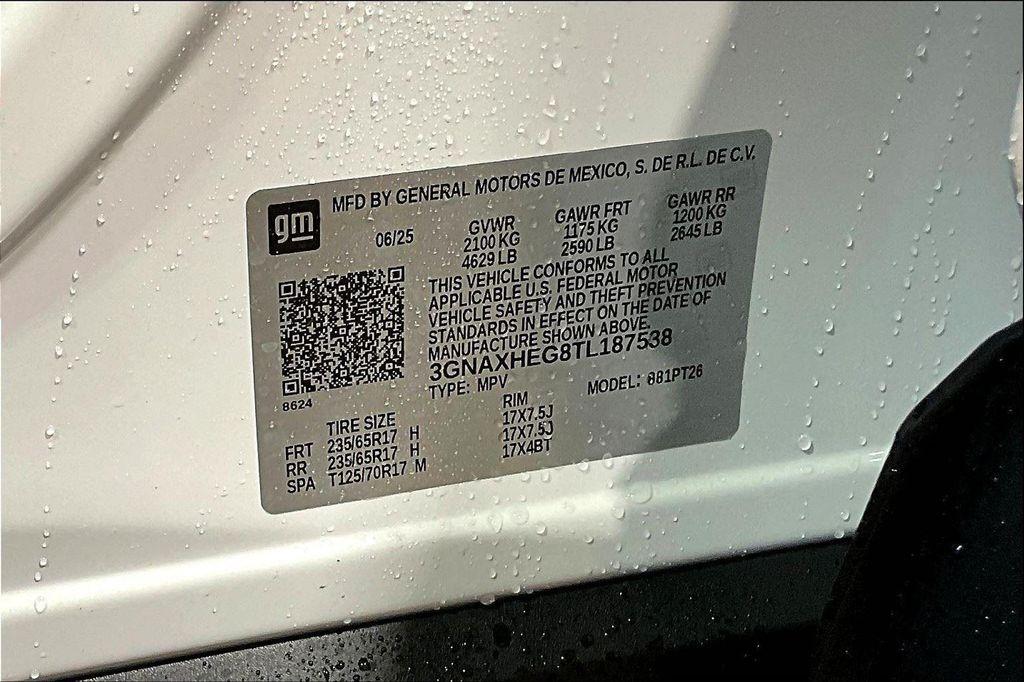 MFD BY GENERAL MOTORS DE MEXICO, S. DE R.L. DE C.V.
gm
06/25
GVWR
2100 KG
4629 LB
GAWR FRT
1175 KG
2590 LB
GAWR RR
1200 KG
2645 LB
THIS VEHICLE CONFORMS TO ALL
APPLICABLE U.S. FEDERAL MOTOR
VEHICLE SAFETY AND THEFT PREVENTION
STANDARDS IN EFFECT ON THE DATE OF
MANUFACTURE SHOWN ABOVE.
3GNAXHEG8TL187538
TYPE: MPV MODEL: 881PT26
8624
TIRE SIZE RIM
FRT 235/65R17 H 17X7.5J
RR 235/65R17 H 17X7.5J
SPA T125/70R17 M 17X4BT